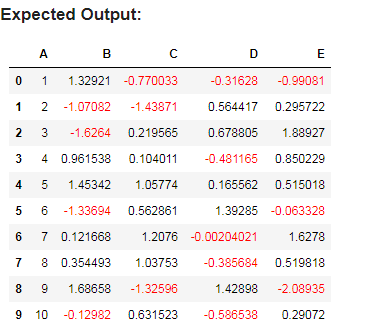 Expected Output:
A B C D E
0 1 1.32921 -0.770033 -0.31628 -0.99081
1 2 -1.07082 -1.43871 0.564417 0.295722
2 3 -1.6264 0.219565 0.678805 1.88927
3 4 0.961538 0.104011 -0.481165 0.850229
4 5 1.45342 1.05774 0.165562 0.515018
5 6 -1.33694 0.562861 1.39285 -0.063328
6 7 0.121668 1.2076 -0.00204021 1.6278
7 8 0.354493 1.03753 -0.385684 0.519818
8 9 1.68658 -1.32596 1.42898 -2.08935
9 10 -0.12982 0.631523 -0.586538 0.29072